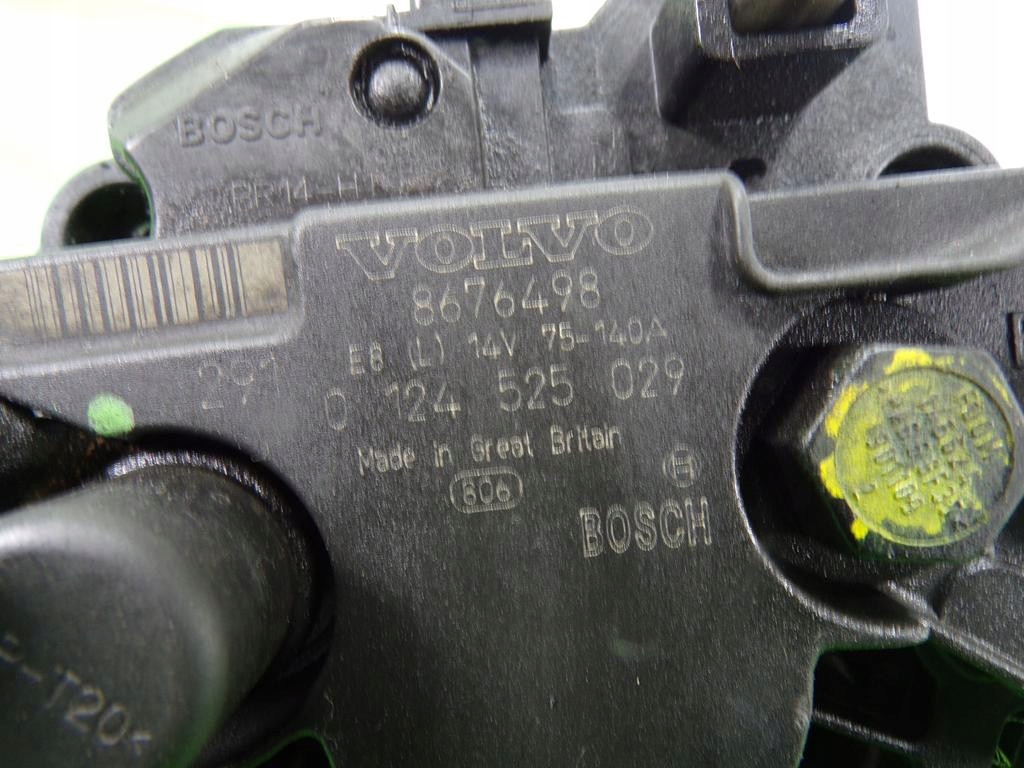 BOSCH
VOLVO
8676498
E8 (L) 14V 75-140A
291
0 124 525 029
Made in Great Britain
606
H
BOSCH